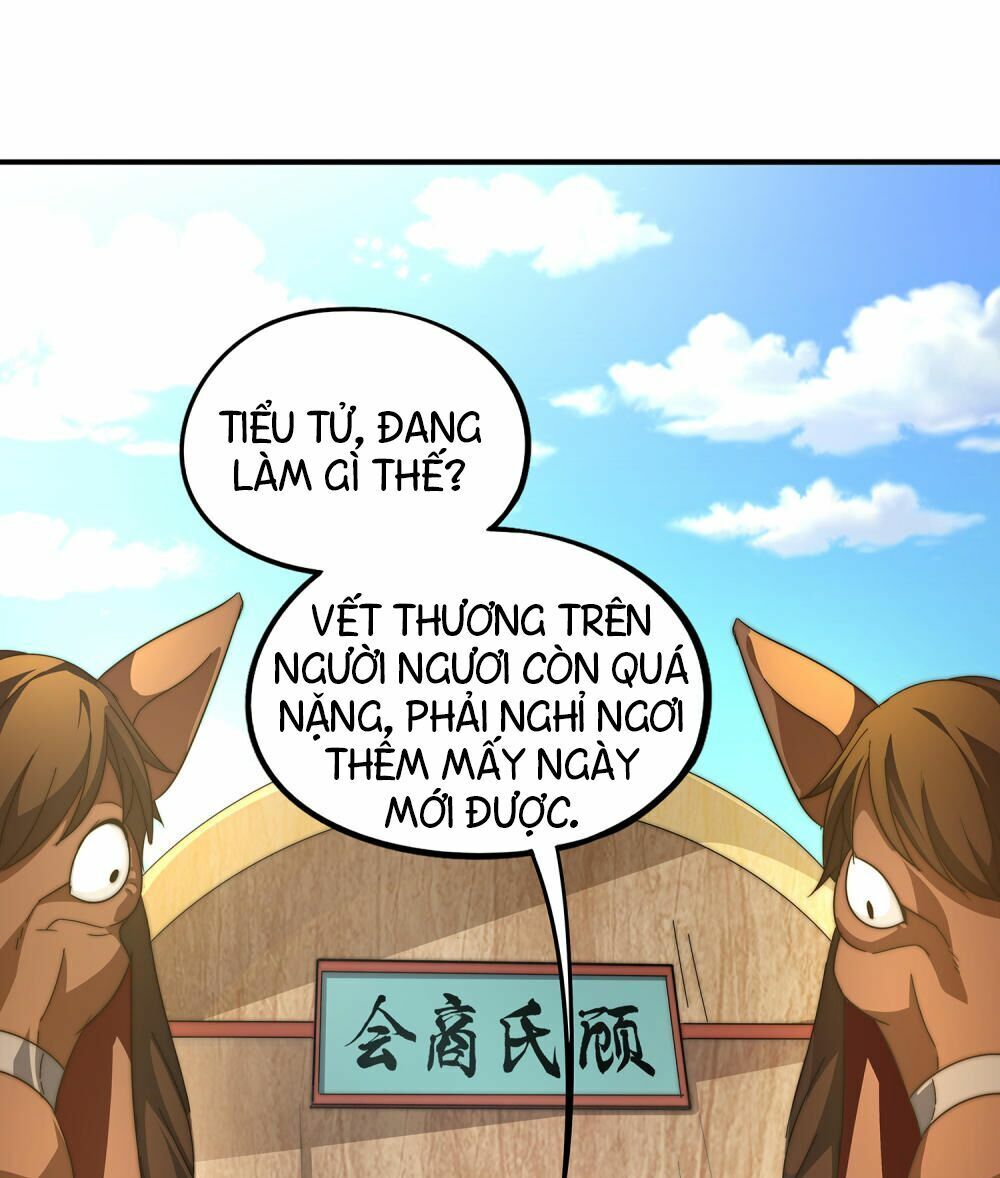 TIỂU TỬ, ĐANG
LÀM GÌ THẾ?
VẾT THƯƠNG TRÊN
NGƯỜI NGƯƠI CÒN QUÁ
NẶNG, PHẢI NGHỈ NGƠI
THÊM MẤY NGÀY
MỚI ĐƯỢC.
顾氏商会